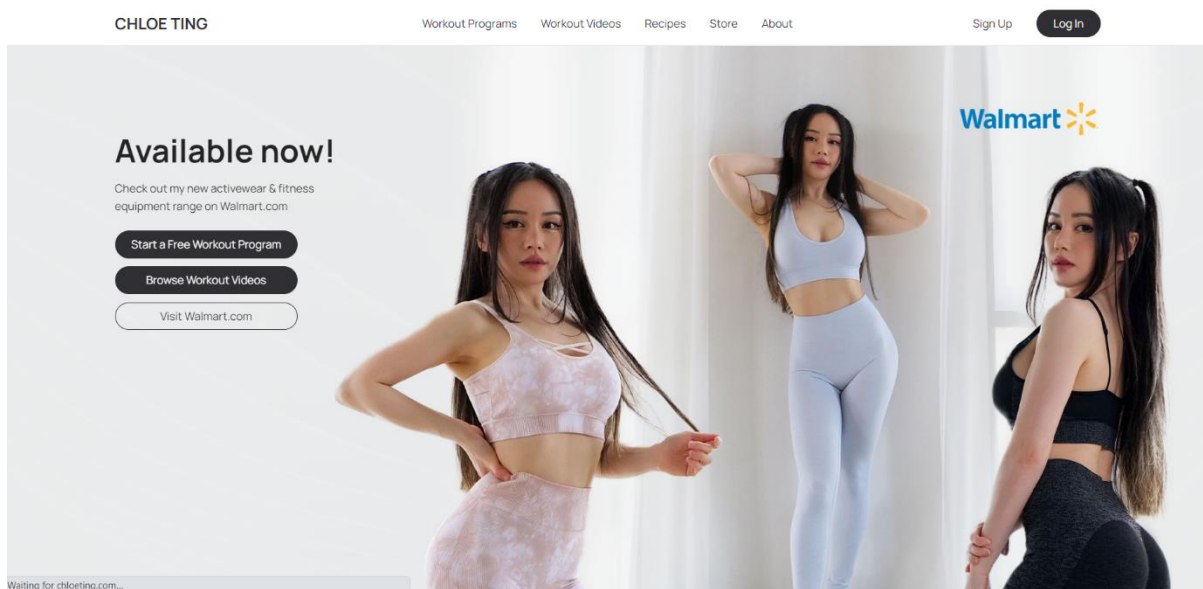 CHLOE TING
Workout Programs
Workout Videos
Recipes
Store
About
Sign Up
Log In
Walmart
Available now!
Check out my new activewear & fitness
equipment range on Walmart.com
Start a Free Workout Program
Browse Workout Videos
Visit Walmart.com
Waiting for chloeting.com...